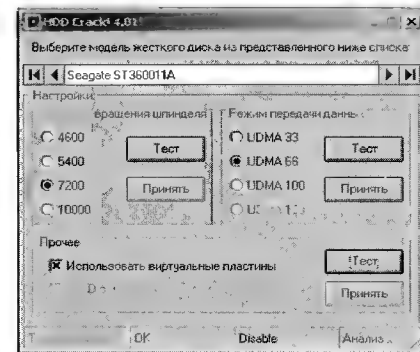 HDD Crackt 4.01
Выберите модель жесткого диска из представленного ниже списка
Seagate ST360011A
Настройки
вращения шпинделя
Режим передачи данны
4600
5400
7200
10000
Тест
Принять
UDMA 33
UDMA 66
UDMA 100
Тест
Принять
Прочее
Использовать виртуальные пластины
Тест
Принять
OK
Disable
Анализ